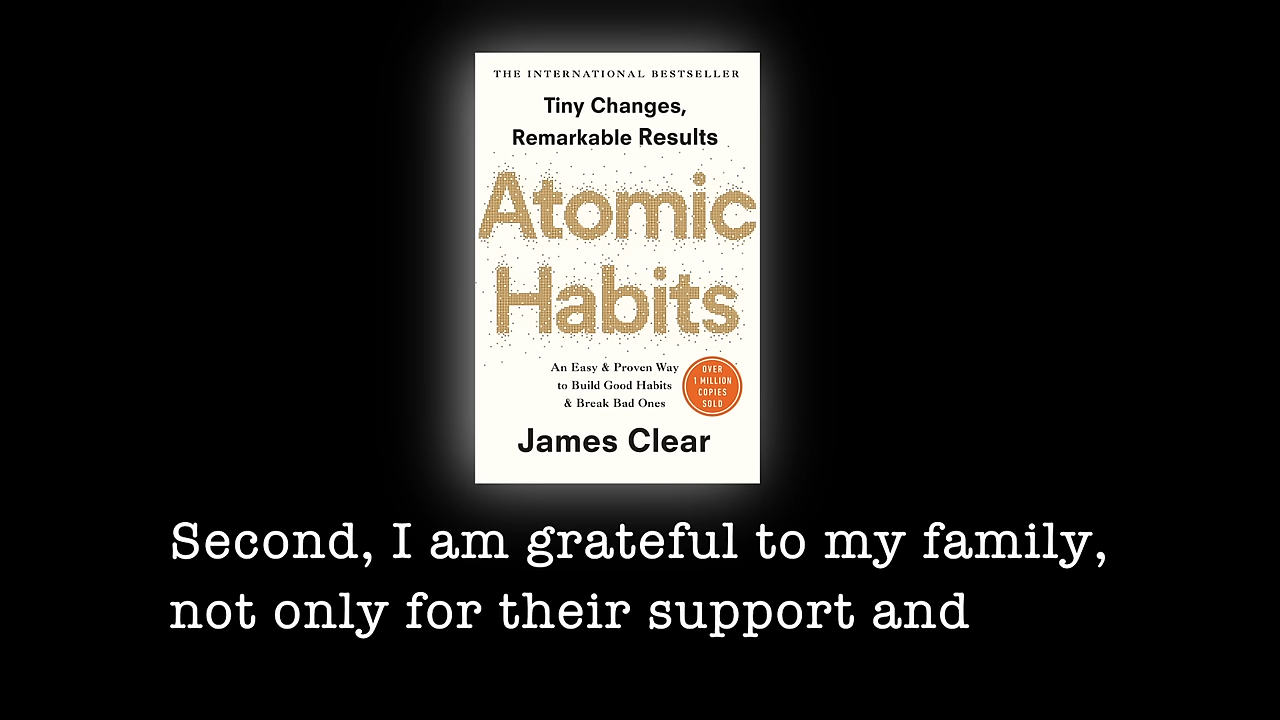 THE INTERNATIONAL BESTSELLER
Tiny Changes,
Remarkable Results
Atomic
Habits
An Easy & Proven Way
to Build Good Habits
& Break Bad Ones
OVER
1 MILLION
COPIES
SOLD
James Clear
Second, I am grateful to my family,
not only for their support and